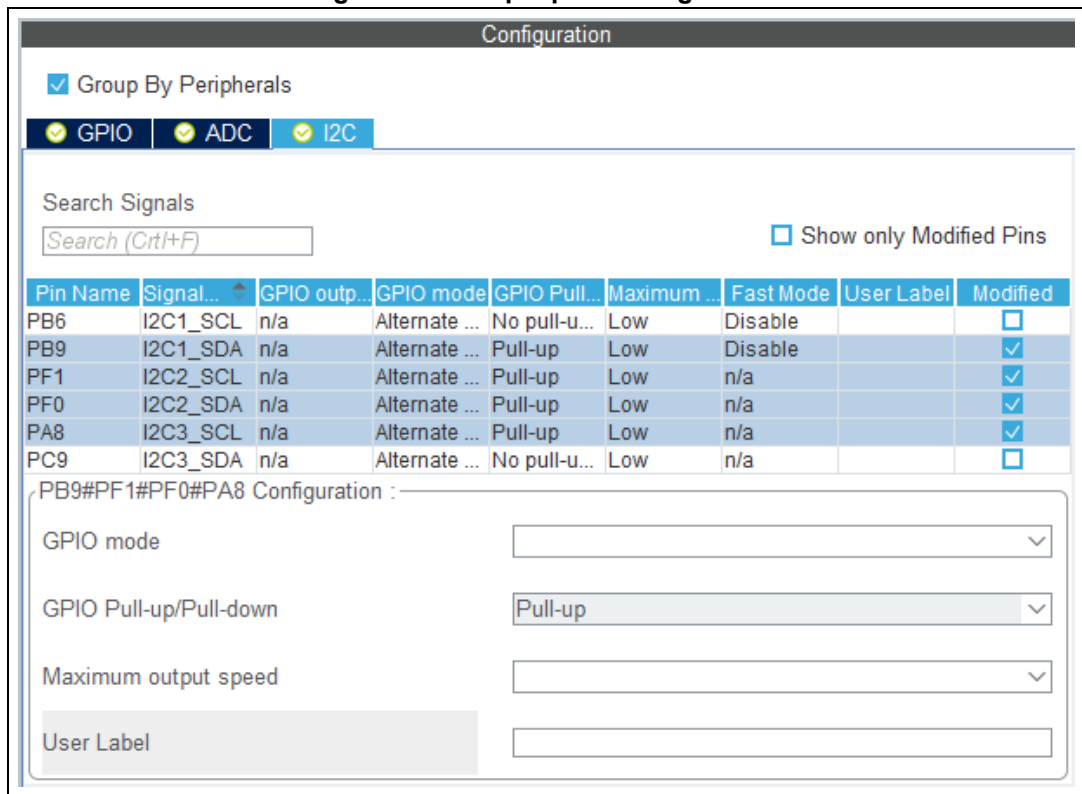 Configuration
Group By Peripherals
GPIO ADC I2C
Search Signals
Search (Crtl+F)
Show only Modified Pins
Pin Name Signal... GPIO outp... GPIO mode GPIO Pull... Maximum ... Fast Mode User Label Modified
PB6 I2C1_SCL n/a Alternate ... No pull-u... Low Disable
PB9 I2C1_SDA n/a Alternate ... Pull-up Low Disable
PF1 I2C2_SCL n/a Alternate ... Pull-up Low n/a
PF0 I2C2_SDA n/a Alternate ... Pull-up Low n/a
PA8 I2C3_SCL n/a Alternate ... Pull-up Low n/a
PC9 I2C3_SDA n/a Alternate ... No pull-u... Low n/a
PB9#PF1#PF0#PA8 Configuration :
GPIO mode
GPIO Pull-up/Pull-down Pull-up
Maximum output speed
User Label